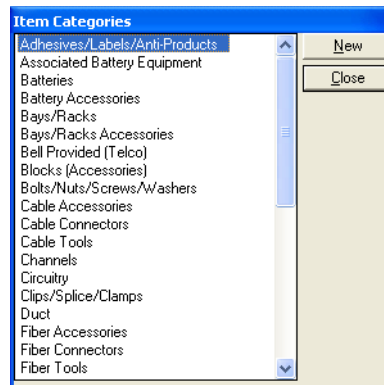 Item Categories
Adhesives/Labels/Anti-Products
Associated Battery Equipment
Batteries
Battery Accessories
Bays/Racks
Bays/Racks Accessories
Bell Provided (Telco)
Blocks (Accessories)
Bolts/Nuts/Screws/Washers
Cable Accessories
Cable Connectors
Cable Tools
Channels
Circuitry
Clips/Splice/Clamps
Duct
Fiber Accessories
Fiber Connectors
Fiber Tools
New
Close